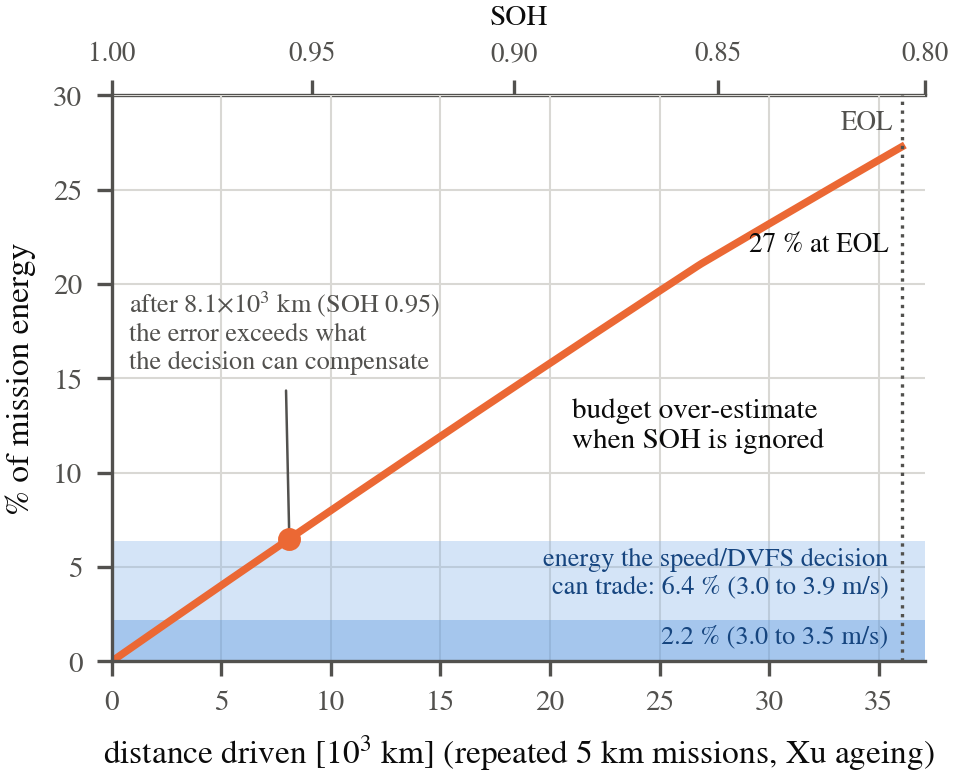 SOH
1.00 0.95 0.90 0.85 0.80
30
EOL
25
27 % at EOL
20
after 8.1×10³ km (SOH 0.95)
the error exceeds what
the decision can compensate
15
budget over-estimate
when SOH is ignored
10
energy the speed/DVFS decision
can trade: 6.4 % (3.0 to 3.9 m/s)
5
2.2 % (3.0 to 3.5 m/s)
0
% of mission energy
0 5 10 15 20 25 30 35
distance driven [10³ km] (repeated 5 km missions, Xu ageing)